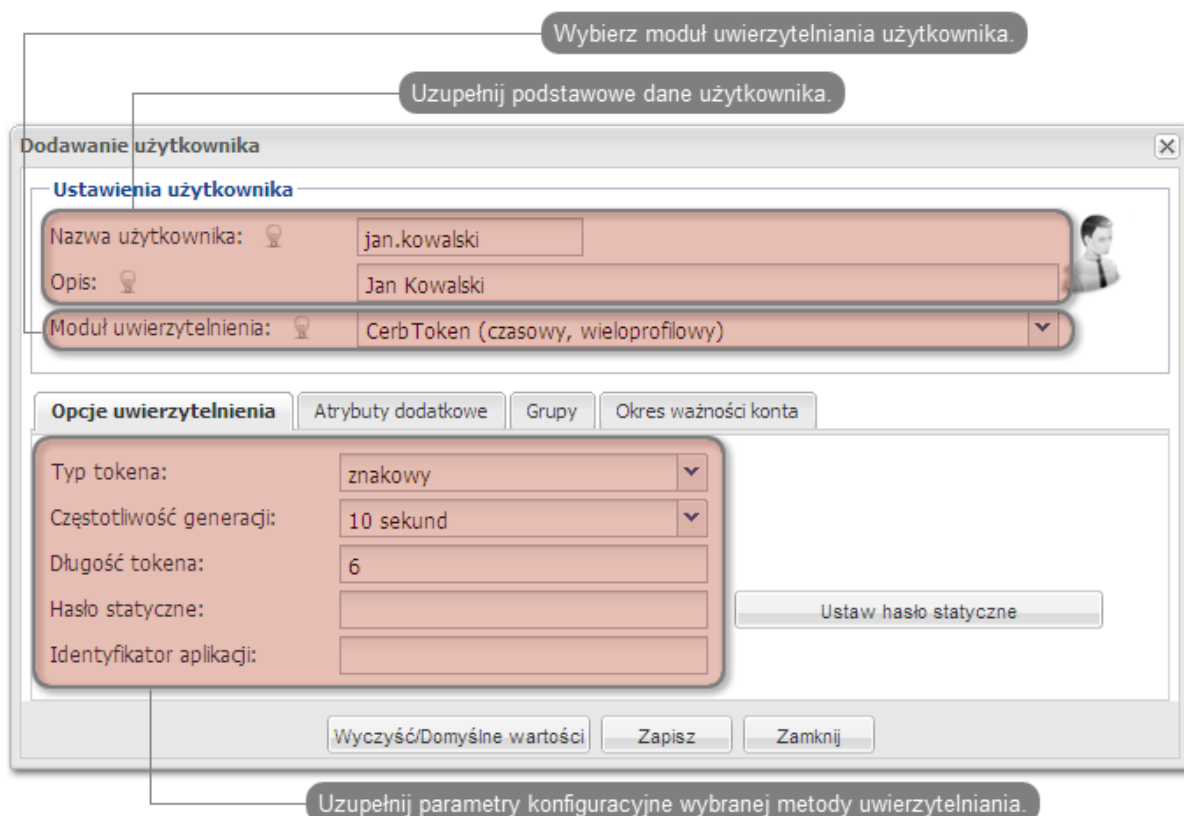 Wybierz moduł uwierzytelniania użytkownika.
Uzupełnij podstawowe dane użytkownika.
Dodawanie użytkownika
Ustawienia użytkownika
Nazwa użytkownika: jan.kowalski
Opis: Jan Kowalski
Moduł uwierzytelnienia: CerbToken (czasowy, wieloprofilowy)
Opcje uwierzytelnienia Atrybuty dodatkowe Grupy Okres ważności konta
Typ tokena: znakowy
Częstotliwość generacji: 10 sekund
Długość tokena: 6
Hasło statyczne: Ustaw hasło statyczne
Identyfikator aplikacji:
Wyczyść/Domyślne wartości Zapisz Zamknij
Uzupełnij parametry konfiguracyjne wybranej metody uwierzytelniania.